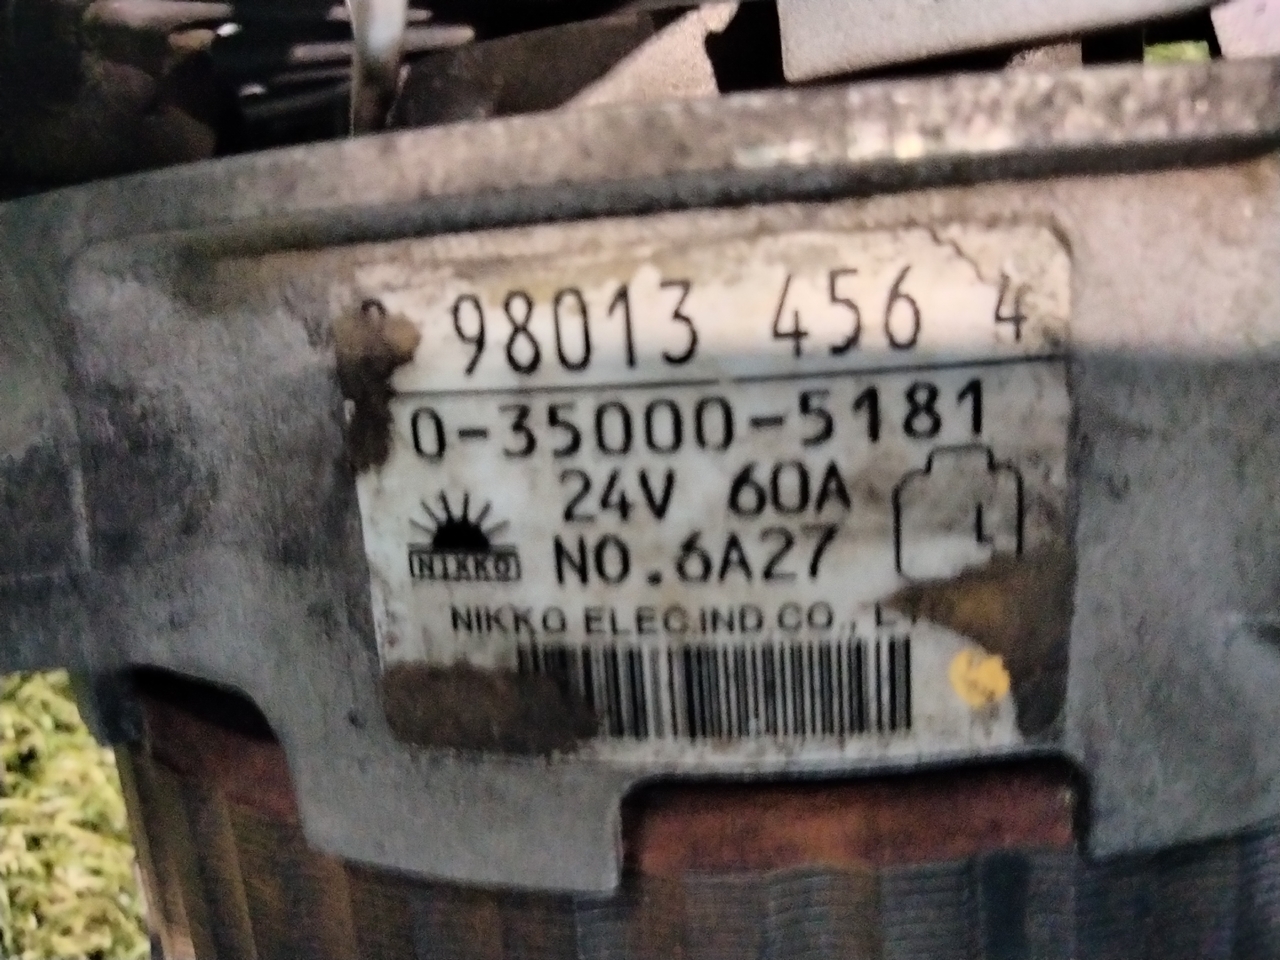 98013 456 4
0-35000-5181
24V 60A
L
NIKKO
NO.6A27
NIKKO ELEC.IND.CO.,